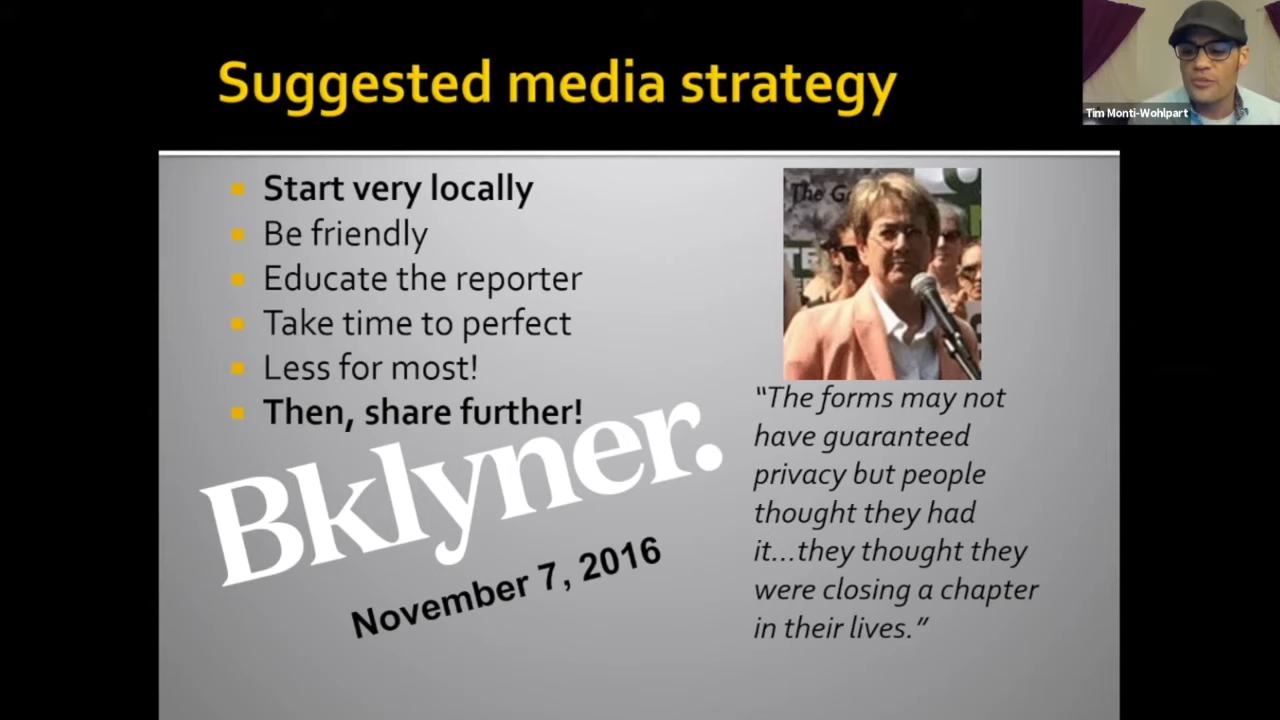 Suggested media strategy
Tim Monti-Wohlpart
Start very locally
Be friendly
Educate the reporter
Take time to perfect
Less for most!
Then, share further!
Bklyner.
November 7, 2016
The G
“The forms may not
have guaranteed
privacy but people
thought they had
it...they thought they
were closing a chapter
in their lives.”